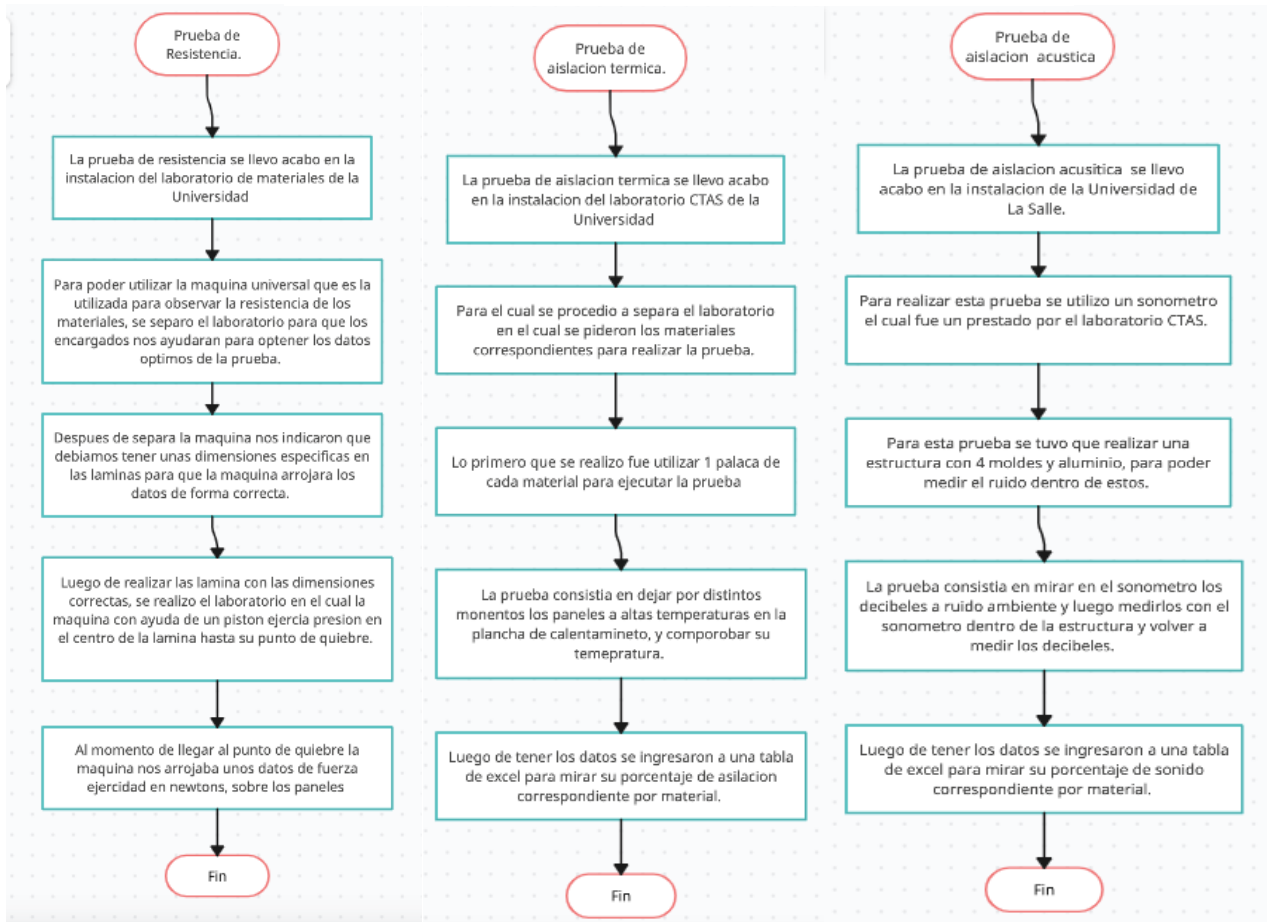 Prueba de
Resistencia.
La prueba de resistencia se llevo acabo en la
instalacion del laboratorio de materiales de la
Universidad
Para poder utilizar la maquina universal que es la
utilizada para observar la resistencia de los
materiales, se separo el laboratorio para que los
encargados nos ayudaran para optener los datos
optimos de la prueba.
Despues de separa la maquina nos indicaron que
debiamos tener unas dimensiones especificas en
las laminas para que la maquina arrojara los
datos de forma correcta.
Luego de realizar las lamina con las dimensiones
correctas, se realizo el laboratorio en el cual la
maquina con ayuda de un piston ejercia presion en
el centro de la lamina hasta su punto de quiebre.
Al momento de llegar al punto de quiebre la
maquina nos arrojaba unos datos de fuerza
ejercidad en newtons, sobre los paneles
Fin
Prueba de
aislacion termica.
La prueba de aislacion termica se llevo acabo
en la instalacion del laboratorio CTAS de la
Universidad
Para el cual se procedio a separa el laboratorio
en el cual se pideron los materiales
correspondientes para realizar la prueba.
Lo primero que se realizo fue utilizar 1 palaca de
cada material para ejecutar la prueba
La prueba consistia en dejar por distintos
monentos los paneles a altas temperaturas en la
plancha de calentamineto, y comporobar su
temepratura.
Luego de tener los datos se ingresaron a una tabla
de excel para mirar su porcentaje de asilacion
correspondiente por material.
Fin
Prueba de
aislacion acustica
La prueba de aislacion acusitica se llevo
acabo en la instalacion de la Universidad de
La Salle.
Para realizar esta prueba se utilizo un sonometro
el cual fue un prestado por el laboratorio CTAS.
Para esta prueba se tuvo que realizar una
estructura con 4 moldes y aluminio, para poder
medir el ruido dentro de estos.
La prueba consistia en mirar en el sonometro los
decibeles a ruido ambiente y luego medirlos con el
sonometro dentro de la estructura y volver a
medir los decibeles.
Luego de tener los datos se ingresaron a una tabla
de excel para mirar su porcentaje de sonido
correspondiente por material.
Fin